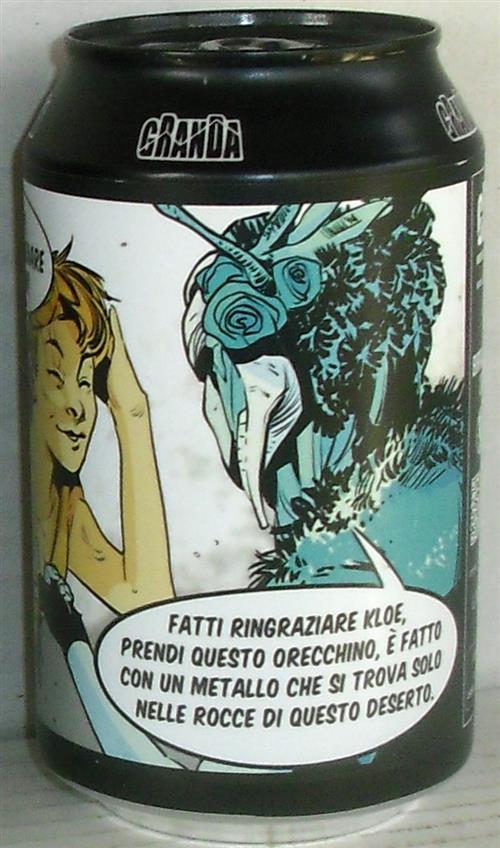 GRANDA
FATTI RINGRAZIARE KLOE,
PRENDI QUESTO ORECCHINO, È FATTO
CON UN METALLO CHE SI TROVA SOLO
NELLE ROCCE DI QUESTO DESERTO.